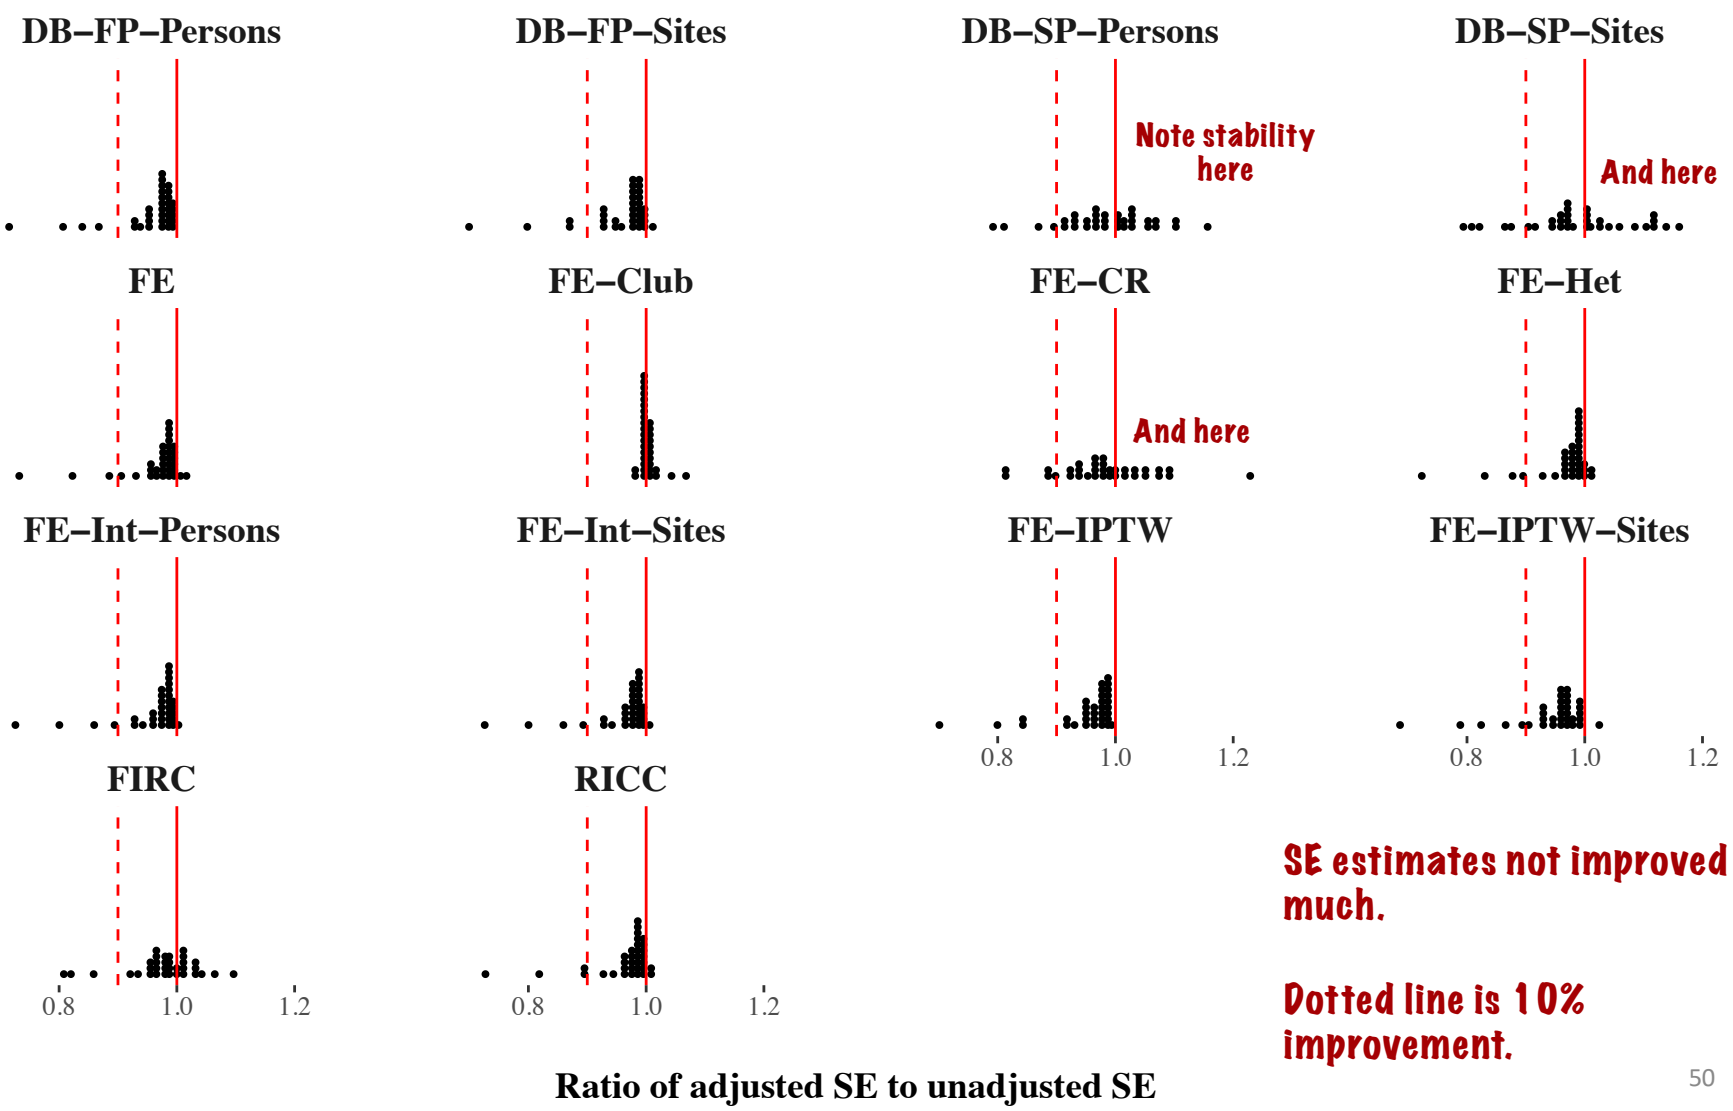 DB–FP–Persons
DB–FP–Sites
DB–SP–Persons
DB–SP–Sites
Note stability
here
And here
FE
FE–Club
FE–CR
FE–Het
And here
FE–Int–Persons
FE–Int–Sites
FE–IPTW
FE–IPTW–Sites
0.8 1.0 1.2
0.8 1.0 1.2
FIRC
RICC
0.8 1.0 1.2
0.8 1.0 1.2
SE estimates not improved
much.
Dotted line is 10%
improvement.
Ratio of adjusted SE to unadjusted SE
50